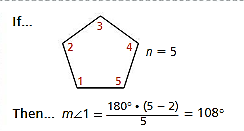 If...
3
2
4
n = 5
1
5
Then... m∠1 = 180° • (5 − 2) / 5 = 108°